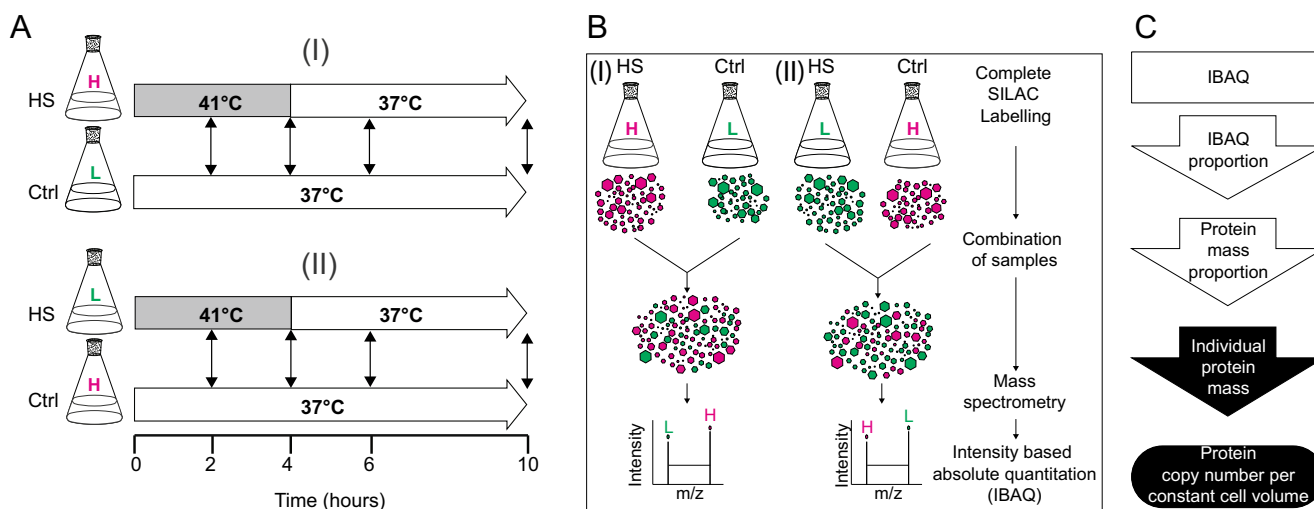 A
(I)
HS
H
41°C
37°C
L
Ctrl
37°C
(II)
HS
L
41°C
37°C
H
Ctrl
37°C
0
2
4
6
10
Time (hours)
B
(I)
HS
Ctrl
(II)
HS
Ctrl
H
L
L
H
Complete
SILAC
Labelling
Combination
of samples
Mass
spectrometry
Intensity based
absolute quantitation
(IBAQ)
Intensity
L
H
m/z
Intensity
H
L
m/z
C
IBAQ
IBAQ
proportion
Protein
mass
proportion
Individual
protein
mass
Protein
copy number per
constant cell volume